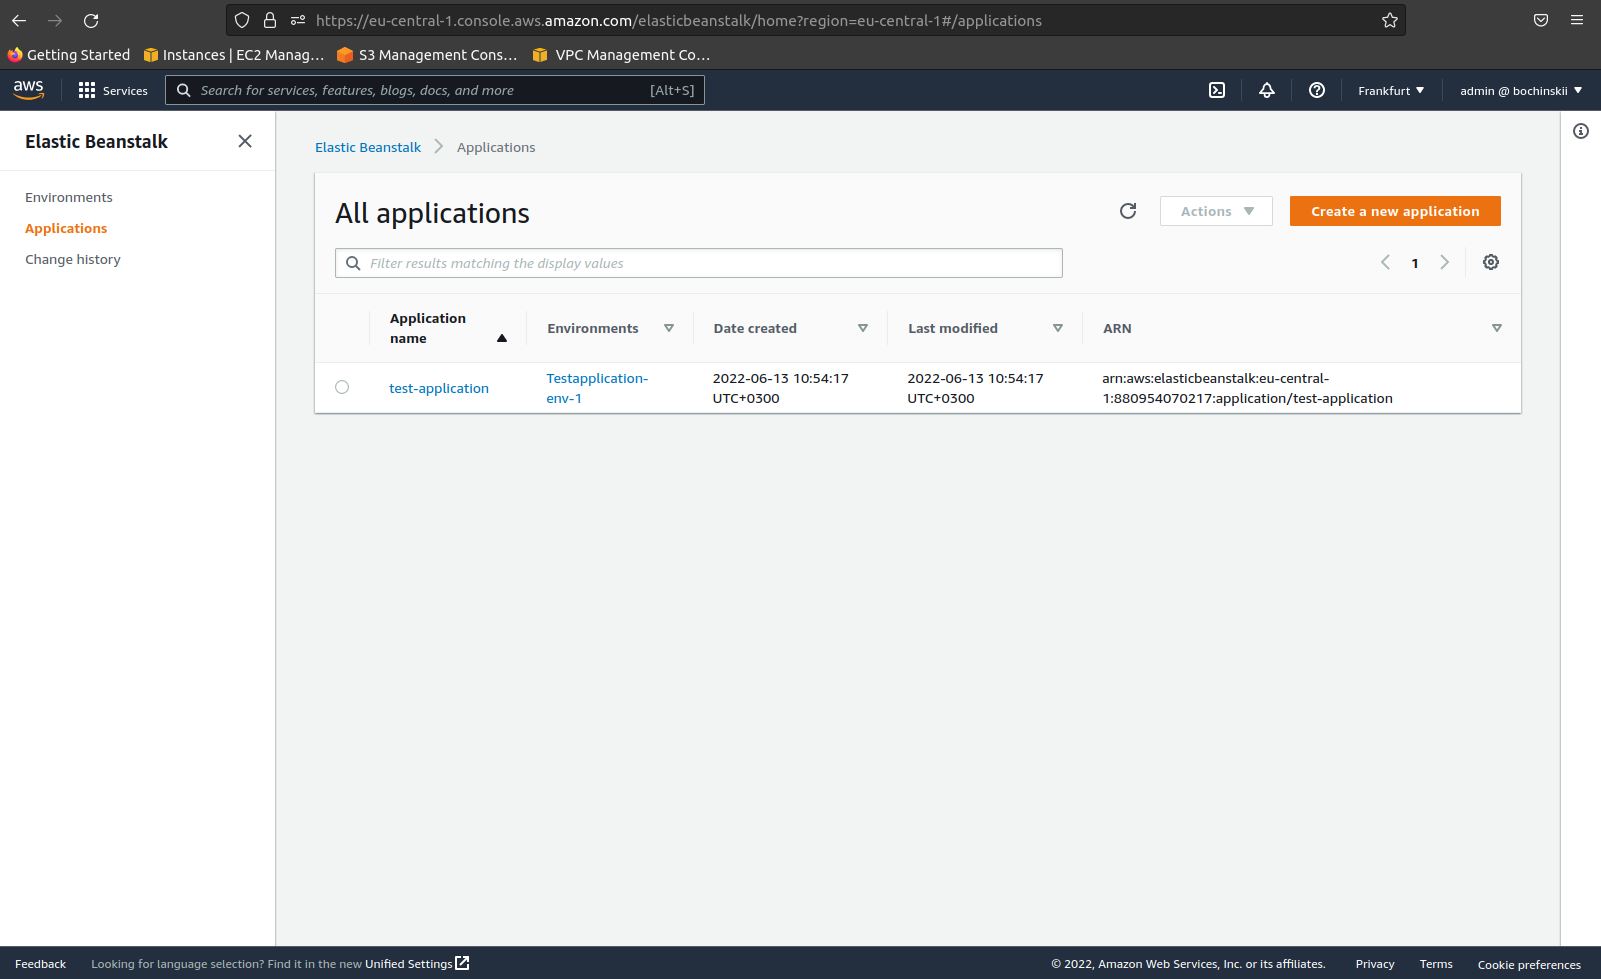 https://eu-central-1.console.aws.amazon.com/elasticbeanstalk/home?region=eu-central-1#/applications
Getting Started Instances | EC2 Manag… S3 Management Cons… VPC Management Co…
aws Services Search for services, features, blogs, docs, and more [Alt+S] Frankfurt admin @ bochinskii
Elastic Beanstalk
Environments
Applications
Change history
Elastic Beanstalk Applications
All applications
Actions Create a new application
Filter results matching the display values
1
Application name Environments Date created Last modified ARN
test-application Testapplication- 2022-06-13 10:54:17 2022-06-13 10:54:17 arn:aws:elasticbeanstalk:eu-central-
env-1 UTC+0300 UTC+0300 1:880954070217:application/test-application
Feedback Looking for language selection? Find it in the new Unified Settings © 2022, Amazon Web Services, Inc. or its affiliates. Privacy Terms Cookie preferences